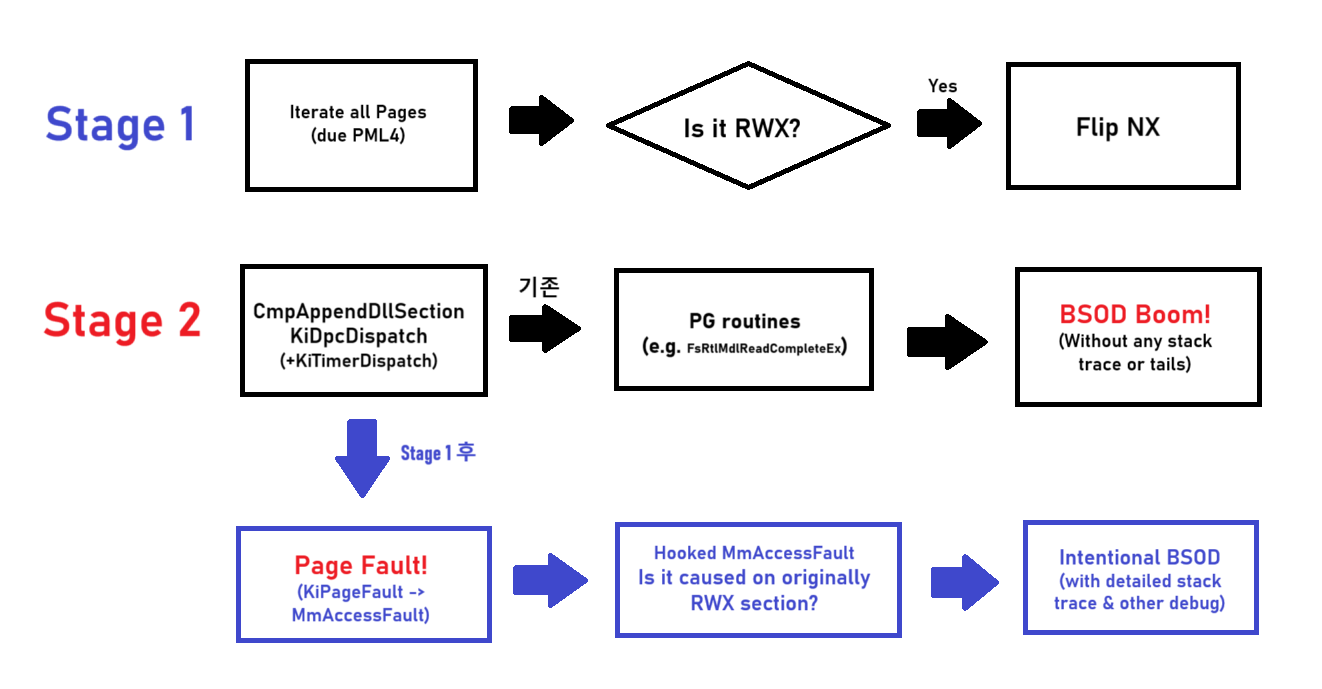 Stage 1
Iterate all Pages
(due PML4)
Is it RWX?
Yes
Flip NX
Stage 2
CmpAppendDllSection
KiDpcDispatch
(+KiTimerDispatch)
기존
PG routines
(e.g. FsRtlMdlReadCompleteEx)
BSOD Boom!
(Without any stack
trace or tails)
Stage 1 후
Page Fault!
(KiPageFault ->
MmAccessFault)
Hooked MmAccessFault
Is it caused on originally
RWX section?
Intentional BSOD
(with detailed stack
trace & other debug)